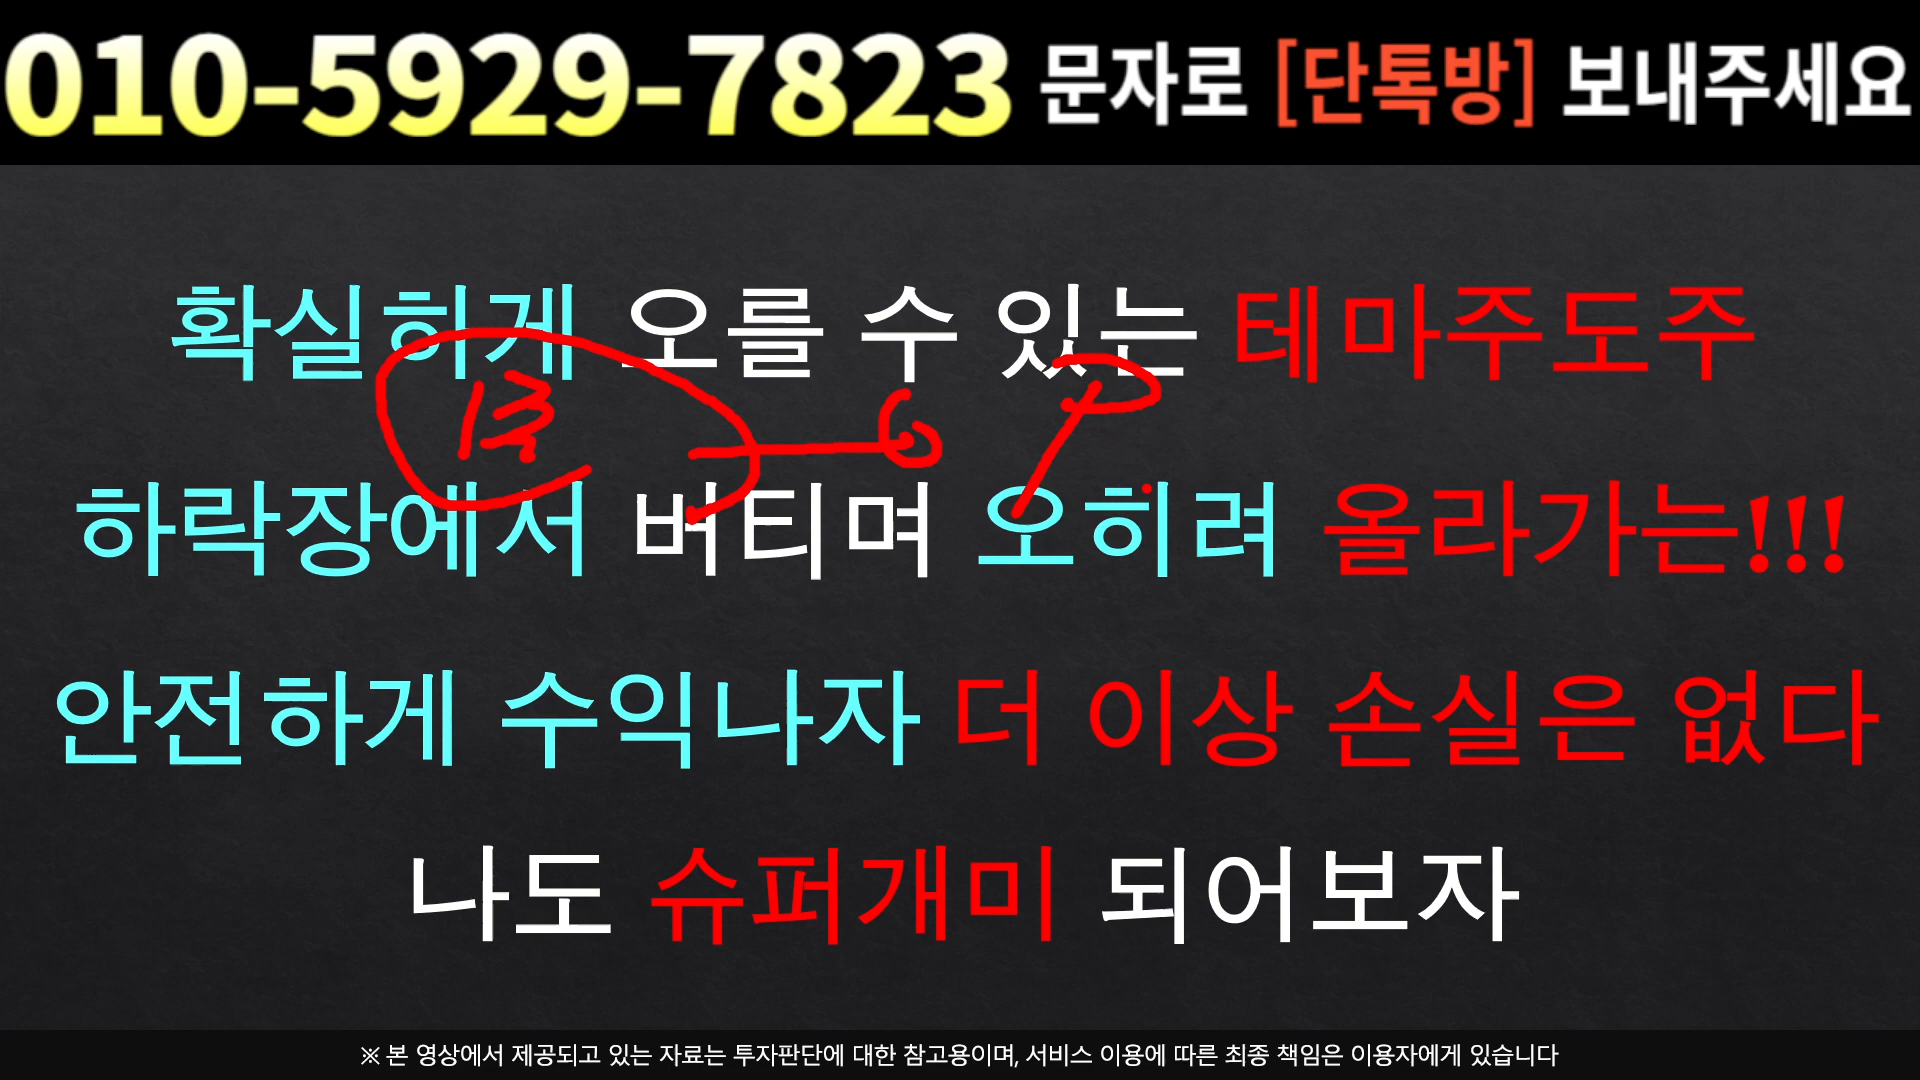 010-5929-7823 문자로 [단톡방] 보내주세요
확실하게 오를 수 있는 테마주도주
하락장에서 버티며 오히려 올라가는!!!
안전하게 수익나자 더 이상 손실은 없다
나도 슈퍼개미 되어보자
※ 본 영상에서 제공되고 있는 자료는 투자판단에 대한 참고용이며, 서비스 이용에 따른 최종 책임은 이용자에게 있습니다